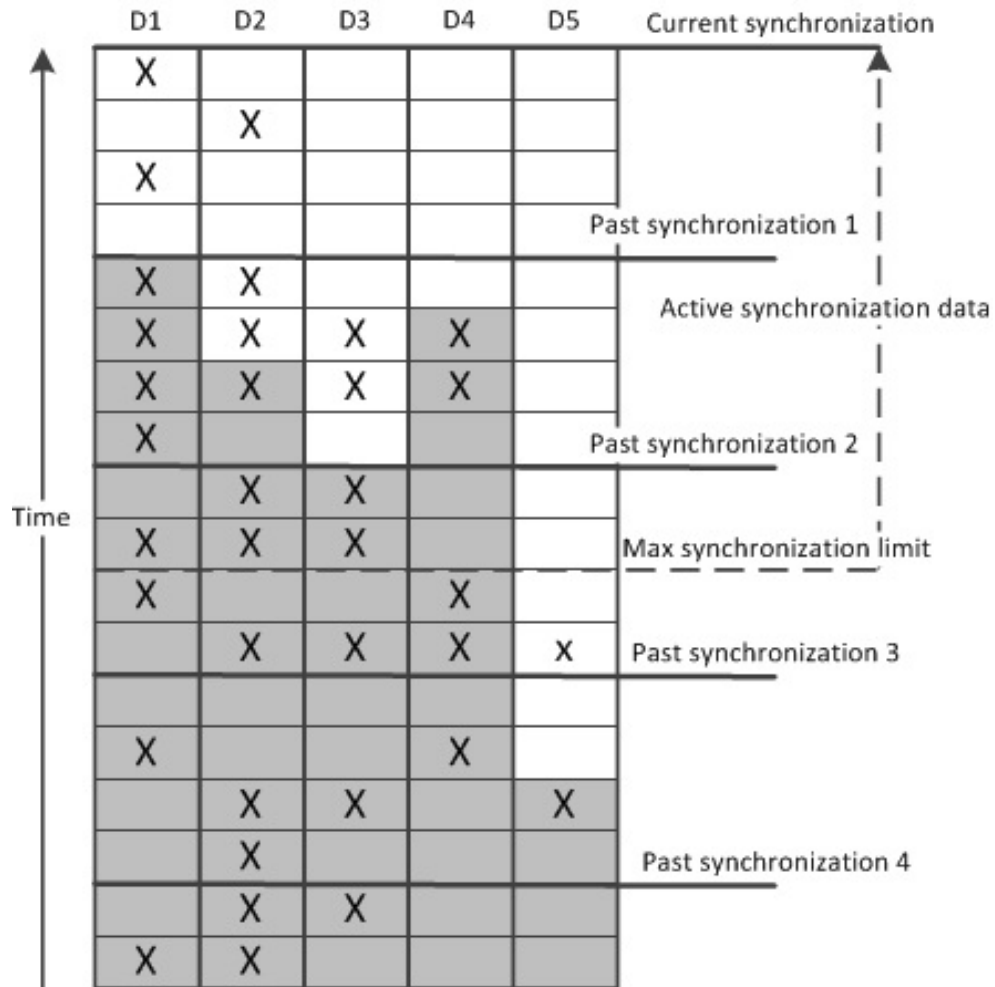 D1 D2 D3 D4 D5 Current synchronization
X
X
X
Past synchronization 1
X X
Active synchronization data
X X X X
X X X X
X Past synchronization 2
X X
Time
X X X Max synchronization limit
X X
X X X x Past synchronization 3
X X
X X X
X Past synchronization 4
X X
X X